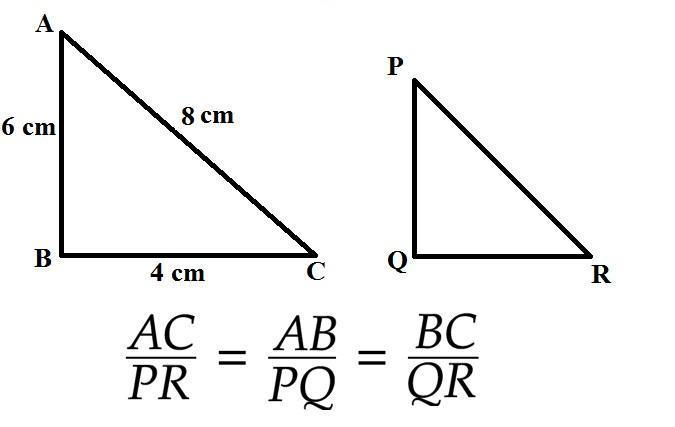 A
P
8 cm
6 cm
B
4 cm
C
Q
R
AC/PR = AB/PQ = BC/QR